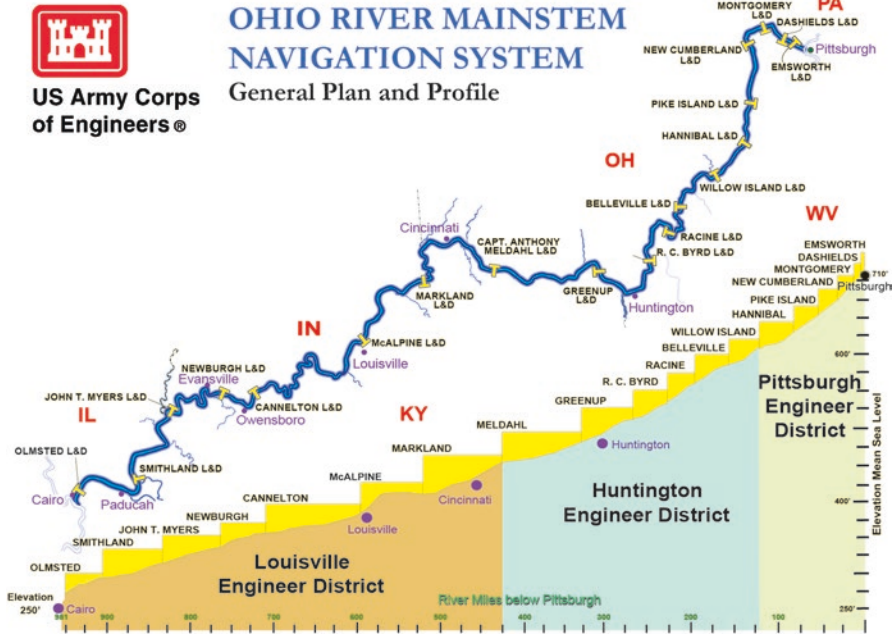 US Army Corps
of Engineers ®
OHIO RIVER MAINSTEM
NAVIGATION SYSTEM
General Plan and Profile
PA
MONTGOMERY
L&D
DASHIELDS L&D
Pittsburgh
NEW CUMBERLAND
L&D
EMSWORTH
L&D
PIKE ISLAND L&D
HANNIBAL L&D
OH
WILLOW ISLAND L&D
BELLEVILLE L&D
WV
RACINE L&D
R. C. BYRD L&D
Cincinnati
CAPT. ANTHONY
MELDAHL L&D
GREENUP
L&D
Huntington
MARKLAND
L&D
IN
McALPINE L&D
Louisville
NEWBURGH L&D
Evansville
JOHN T. MYERS L&D
CANNELTON L&D
Owensboro
KY
IL
OLMSTED L&D
SMITHLAND L&D
Cairo
Paducah
EMSWORTH
DASHIELDS
MONTGOMERY
710'
NEW CUMBERLAND
Pittsburgh
PIKE ISLAND
HANNIBAL
WILLOW ISLAND
BELLEVILLE
600'
RACINE
R. C. BYRD
GREENUP
MELDAHL
MARKLAND
McALPINE
CANNELTON
NEWBURGH
JOHN T. MYERS
SMITHLAND
OLMSTED
Huntington
Cincinnati
Louisville
Pittsburgh
Engineer
District
Huntington
Engineer District
Louisville
Engineer District
400'
Elevation Mean Sea Level
River Miles below Pittsburgh
Elevation
250'
Cairo
250'
981
900
800
700
600
500
400
300
200
100